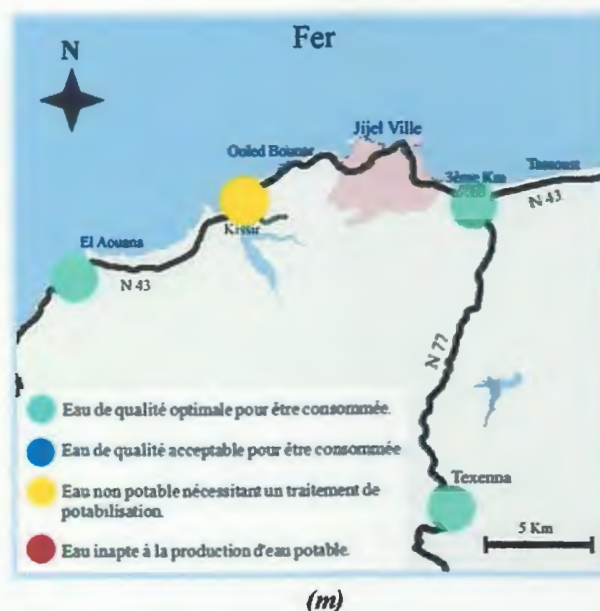 Fer
N
Jijel Ville
Ouled Bounar
3ème Km
Tassoust
N 43
Kissir
El Aouana
N 43
N 77
Eau de qualité optimale pour être consommée.
Eau de qualité acceptable pour être consommée
Eau non potable nécessitant un traitement de
potabilisation.
Texenna
Eau inapte à la production d'eau potable.
5 Km
(m)